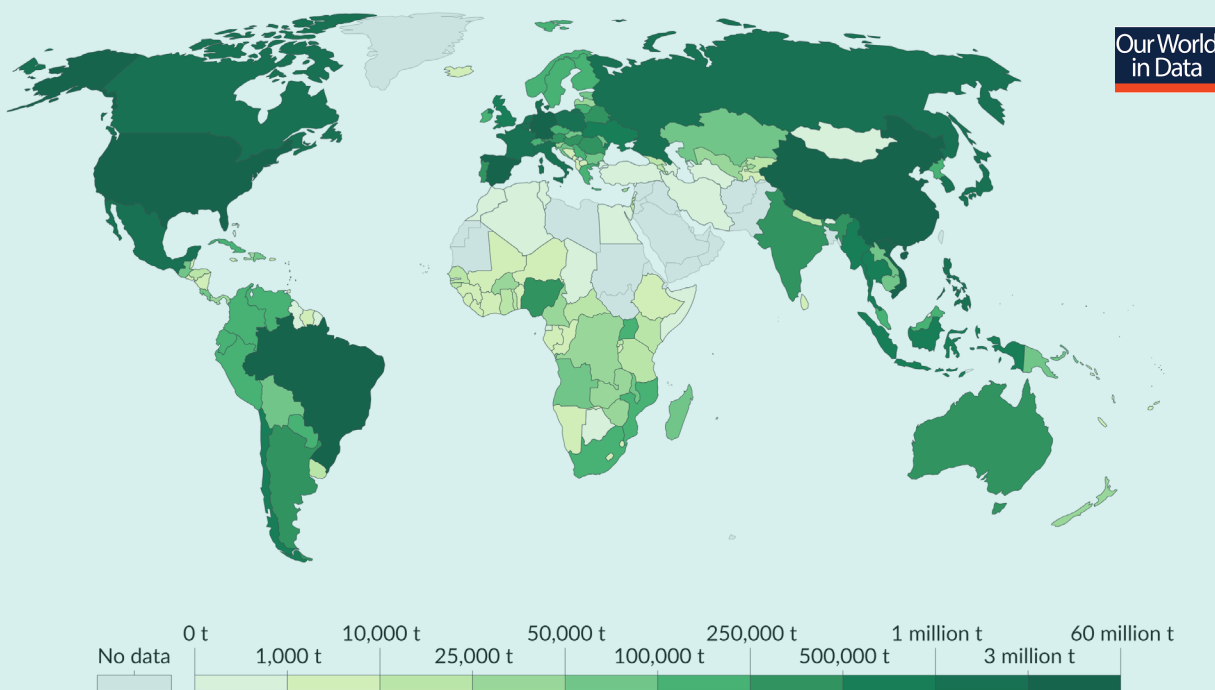 Our World
in Data
0 t
10,000 t
50,000 t
250,000 t
1 million t
60 million t
No data
1,000 t
25,000 t
100,000 t
500,000 t
3 million t